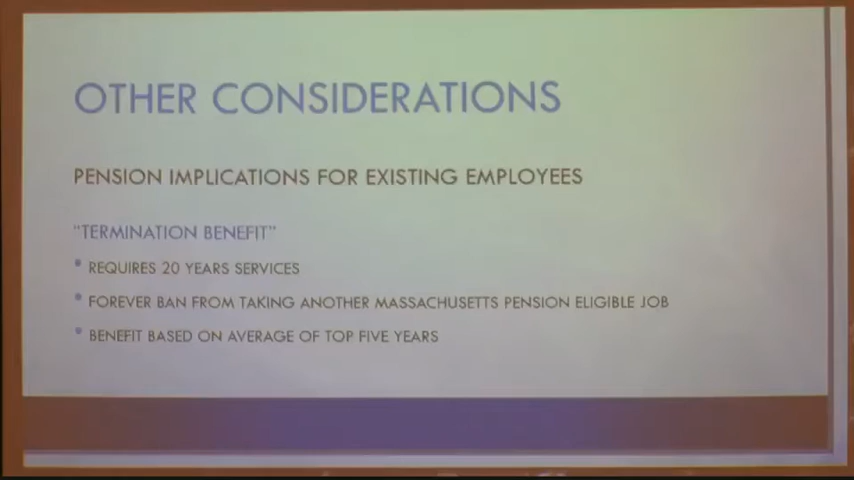 OTHER CONSIDERATIONS
PENSION IMPLICATIONS FOR EXISTING EMPLOYEES
"TERMINATION BENEFIT"
• REQUIRES 20 YEARS SERVICES
• FOREVER BAN FROM TAKING ANOTHER MASSACHUSETTS PENSION ELIGIBLE JOB
• BENEFIT BASED ON AVERAGE OF TOP FIVE YEARS